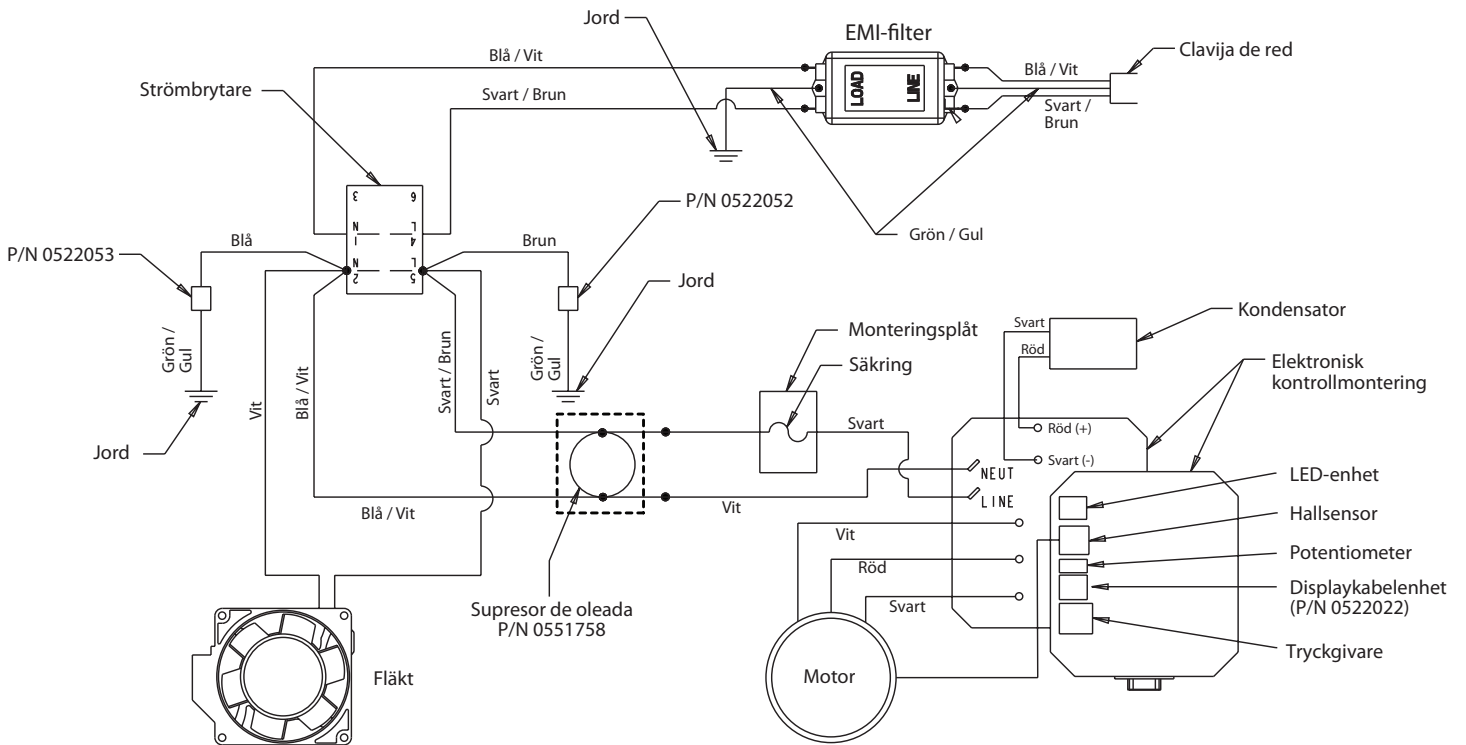 Jord
EMI-filter
Clavija de red
Blå / Vit
Blå / Vit
Strömbrytare
Svart / Brun
LOAD
LINE
Svart /
Brun
Jord
3
6
N
L
1
4
P/N 0522052
Grön / Gul
P/N 0522053
Blå
Brun
N
L
2
5
Jord
Grön /
Gul
Grön /
Gul
Kondensator
Svart
Röd
Monteringsplåt
Säkring
Elektronisk
kontrollmontering
Vit
Blå / Vit
Svart / Brun
Svart
Svart
Röd (+)
Jord
Svart (-)
NEUT
LED-enhet
LINE
Blå / Vit
Vit
Hallsensor
Vit
Potentiometer
Röd
Displaykabelenhet
(P/N 0522022)
Svart
Supresor de oleada
P/N 0551758
Tryckgivare
Fläkt
Motor